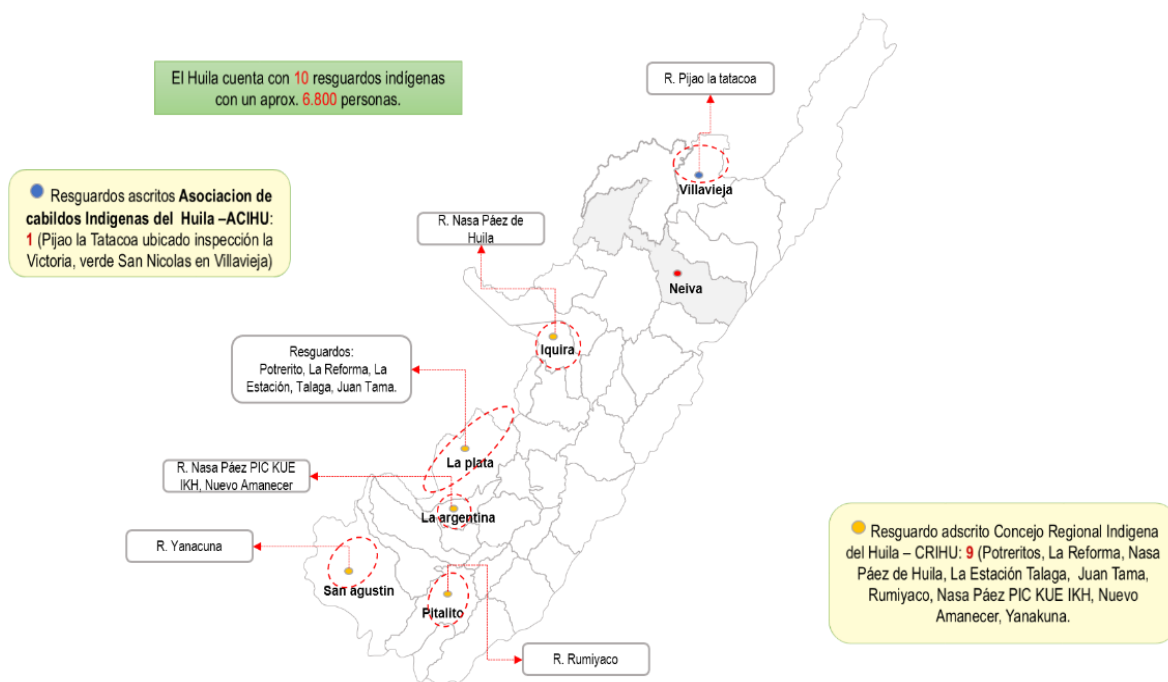 El Huila cuenta con 10 resguardos indígenas
con un aprox. 6.800 personas.
R. Pijao la tatacoa
Villavieja
Resguardos ascritos Asociacion de
cabildos Indigenas del Huila –ACIHU:
1 (Pijao la Tatacoa ubicado inspección la
Victoria, verde San Nicolas en Villavieja)
R. Nasa Páez de
Huila
Neiva
Iquira
Resguardos:
Potrerito, La Reforma, La
Estación, Talaga, Juan Tama.
La plata
R. Nasa Páez PIC KUE
IKH, Nuevo Amanecer
La argentina
R. Yanacuna
San agustin
Pitalito
R. Rumiyaco
Resguardo adscrito Concejo Regional Indigena
del Huila – CRIHU: 9 (Potreritos, La Reforma, Nasa
Páez de Huila, La Estación Talaga, Juan Tama,
Rumiyaco, Nasa Páez PIC KUE IKH, Nuevo
Amanecer, Yanakuna.